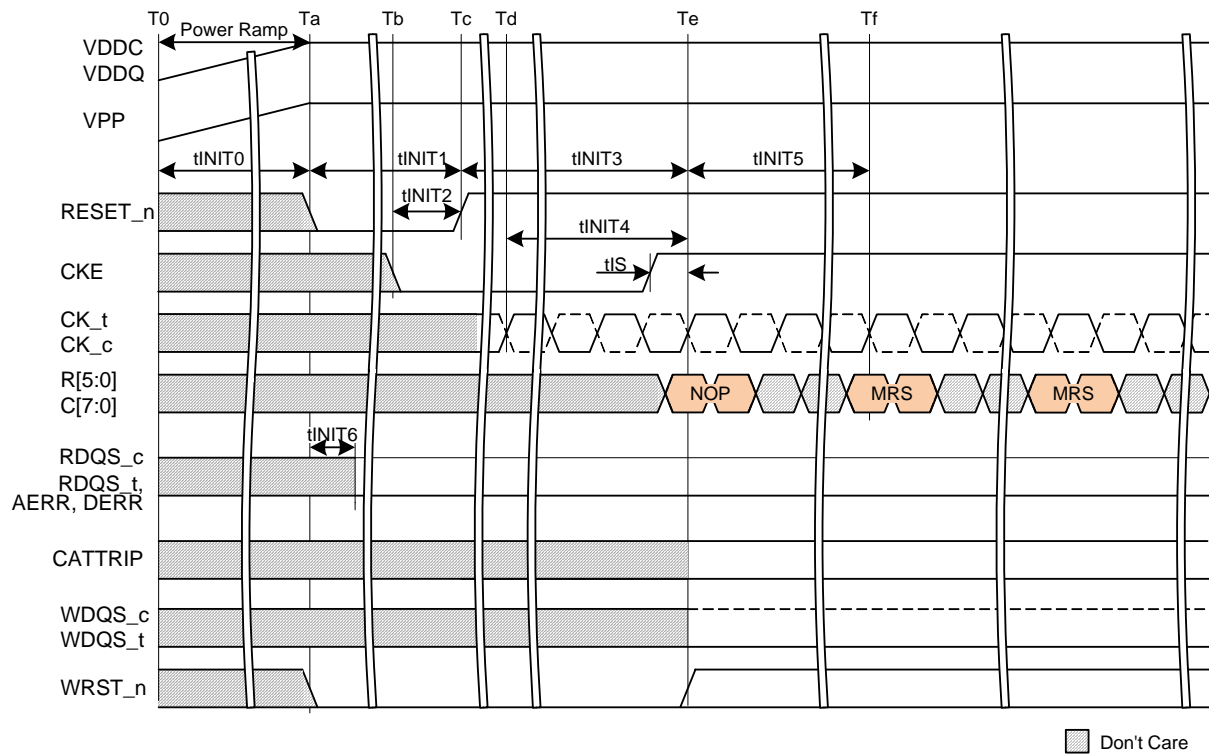 T0 Ta Tb Tc Td Te Tf
Power Ramp
VDDC
VDDQ
VPP
tINIT0 tINIT1 tINIT3 tINIT5
tINIT2
RESET_n
tINIT4
tIS
CKE
CK_t
CK_c
R[5:0]
C[7:0]
NOP MRS MRS
tINIT6
RDQS_c
RDQS_t,
AERR, DERR
CATTRIP
WDQS_c
WDQS_t
WRST_n
Don't Care